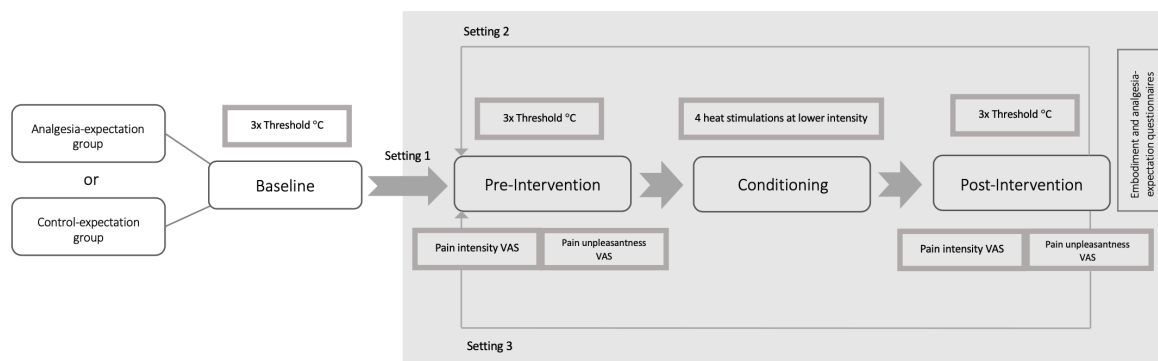 Setting 2
Analgesia-expectation
group
or
Control-expectation
group
3x Threshold °C
Baseline
Setting 1
3x Threshold °C
Pre-Intervention
Pain intensity VAS
Pain unpleasantness
VAS
4 heat stimulations at lower intensity
Conditioning
3x Threshold °C
Post-Intervention
Pain intensity VAS
Pain unpleasantness
VAS
Embodiment and analgesia-
expectation questionnaires
Setting 3